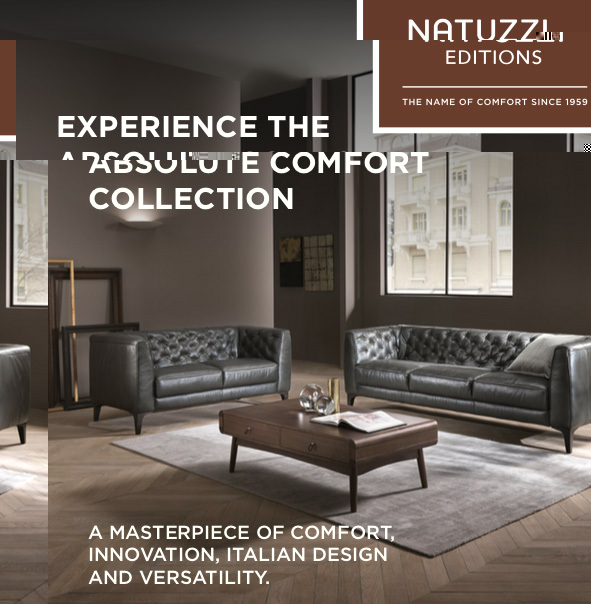 NATUZZI
EDITIONS
THE NAME OF COMFORT SINCE 1959
EXPERIENCE THE
ABSOLUTE COMFORT
COLLECTION
A MASTERPIECE OF COMFORT,
INNOVATION, ITALIAN DESIGN
AND VERSATILITY.